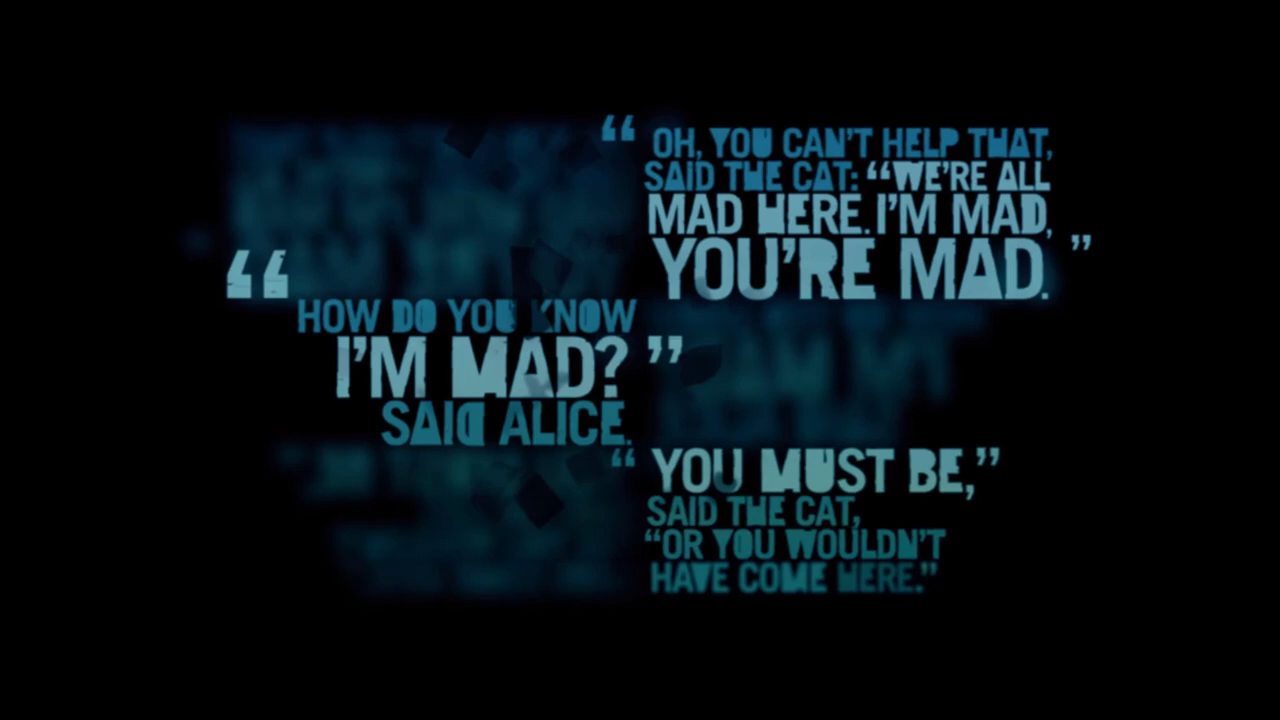 “ OH, YOU CAN’T HELP THAT,
SAID THE CAT: “WE’RE ALL
MAD HERE. I’M MAD,
YOU’RE MAD. ”
“ HOW DO YOU KNOW
I’M MAD? ”
SAID ALICE.
“ YOU MUST BE,”
SAID THE CAT,
“OR YOU WOULDN’T
HAVE COME HERE.”